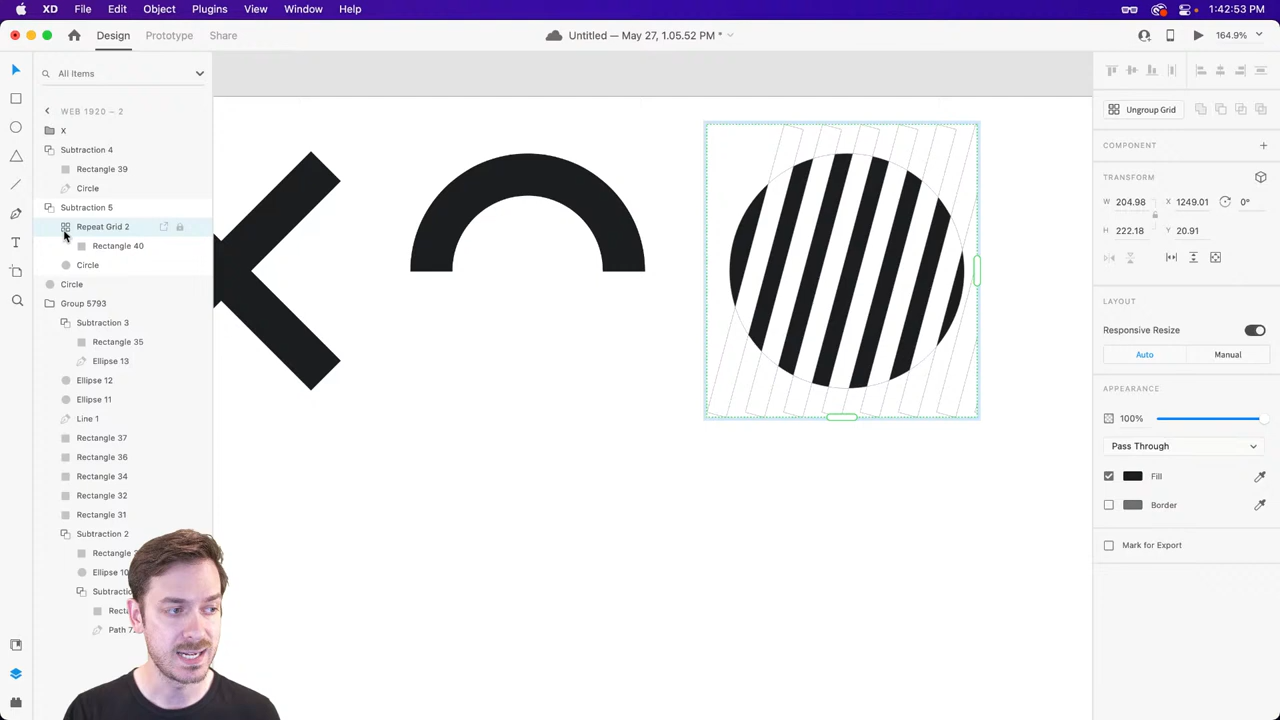 XD File Edit Object Plugins View Window Help 1:42:53 PM
Design Prototype Share Untitled — May 27, 1.05.52 PM * 164.9%
All Items
WEB 1920 – 2
X
Subtraction 4
Rectangle 39
Circle
Subtraction 5
Repeat Grid 2
Rectangle 40
Circle
Circle
Group 5793
Subtraction 3
Rectangle 35
Ellipse 13
Ellipse 12
Ellipse 11
Line 1
Rectangle 37
Rectangle 36
Rectangle 34
Rectangle 32
Rectangle 31
Subtraction 2
Ellipse 10
Ungroup Grid
COMPONENT
TRANSFORM
W 204.98 X 1249.01 0°
H 222.18 Y 20.91
LAYOUT
Responsive Resize
Auto Manual
APPEARANCE
100%
Pass Through
Fill
Border
Mark for Export